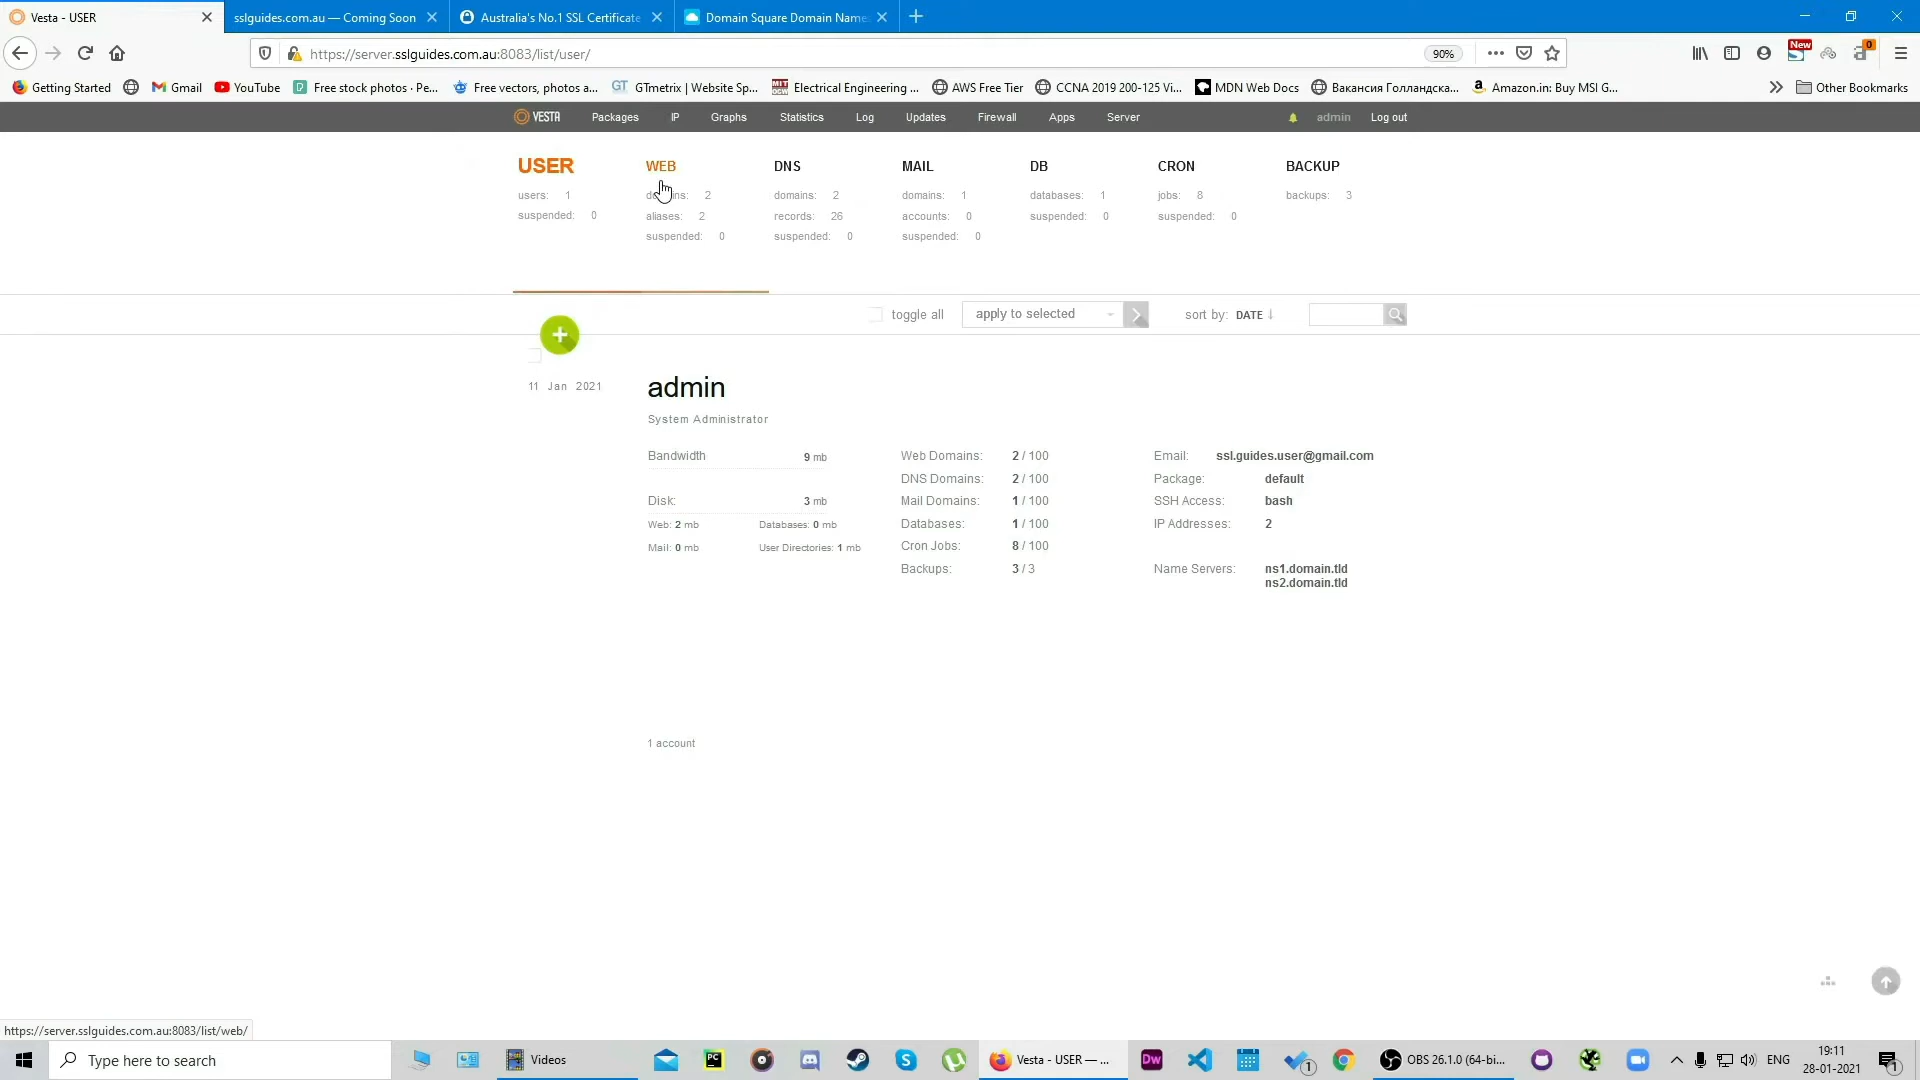 Vesta - USER
sslguides.com.au — Coming Soon
Australia's No.1 SSL Certificate
Domain Square Domain Name
https://server.sslguides.com.au:8083/list/user/
90%
New
0
Getting Started
Gmail
YouTube
Free stock photos · Pe...
Free vectors, photos a...
GT
GTmetrix | Website Sp...
MIT
Electrical Engineering ...
AWS Free Tier
CCNA 2019 200-125 Vi...
MDN Web Docs
Вакансия Голландска...
Amazon.in: Buy MSI G...
Other Bookmarks
VESTA
Packages
IP
Graphs
Statistics
Log
Updates
Firewall
Apps
Server
admin
Log out
USER
users: 1
suspended: 0
WEB
2
aliases: 2
suspended: 0
DNS
domains: 2
records: 26
suspended: 0
MAIL
domains: 1
accounts: 0
suspended: 0
DB
databases: 1
suspended: 0
CRON
jobs: 8
suspended: 0
BACKUP
backups: 3
toggle all
apply to selected
sort by: DATE ↓
11 Jan 2021
admin
System Administrator
Bandwidth 9 mb
Disk: 3 mb
Web: 2 mb Databases: 0 mb
Mail: 0 mb User Directories: 1 mb
Web Domains: 2 / 100
DNS Domains: 2 / 100
Mail Domains: 1 / 100
Databases: 1 / 100
Cron Jobs: 8 / 100
Backups: 3 / 3
Email: ssl.guides.user@gmail.com
Package: default
SSH Access: bash
IP Addresses: 2
Name Servers: ns1.domain.tld
ns2.domain.tld
1 account
https://server.sslguides.com.au:8083/list/web/
Type here to search
Videos
PC
Vesta - USER — ...
Dw
1
OBS 26.1.0 (64-bi...
ENG
19:11
28-01-2021
1